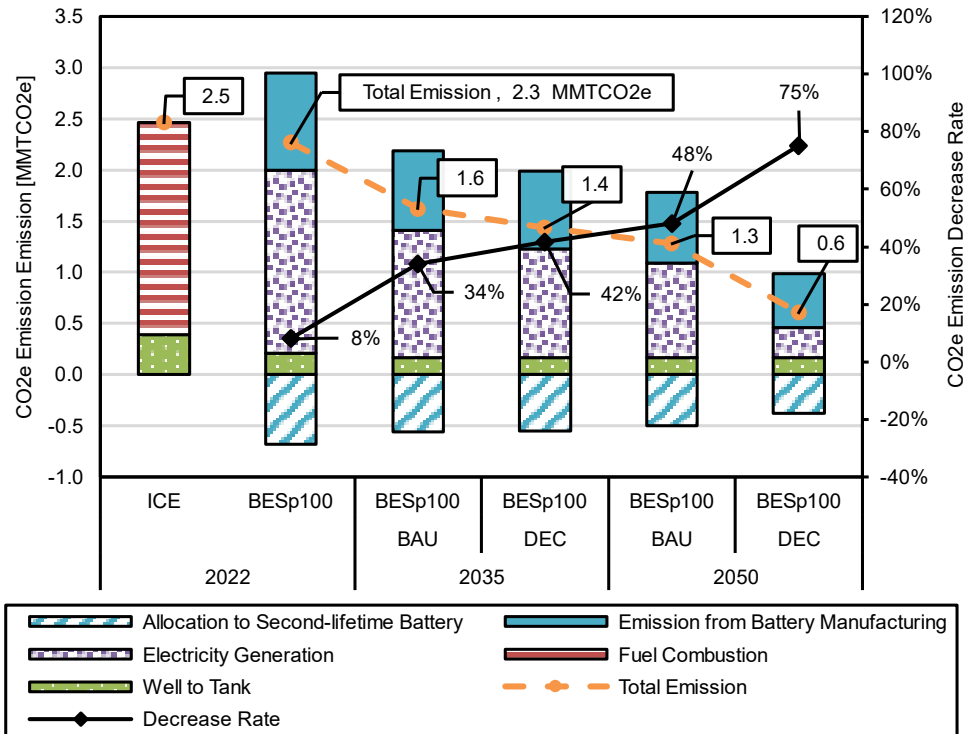 CO2e Emission Emission [MMTCO2e]
3.5
3.0
2.5
2.0
1.5
1.0
0.5
0.0
-0.5
-1.0
120%
100%
80%
60%
40%
20%
0%
-20%
-40%
CO2e Emission Decrease Rate
2.5
Total Emission , 2.3 MMTCO2e
1.6
1.4
1.3
0.6
8%
34%
42%
48%
75%
ICE BESp100 BESp100 BESp100 BESp100 BESp100
BAU DEC BAU DEC
2022 2035 2050
Allocation to Second-lifetime Battery Emission from Battery Manufacturing
Electricity Generation Fuel Combustion
Well to Tank Total Emission
Decrease Rate